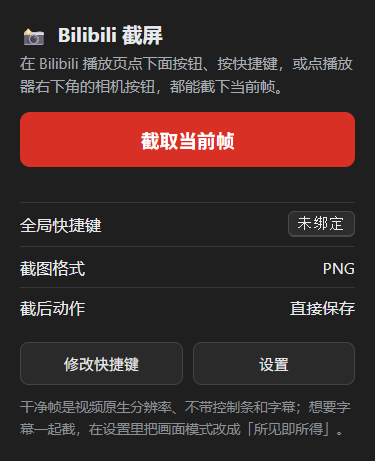 Bilibili 截屏
在 Bilibili 播放页点下面按钮、按快捷键，或点播放
器右下角的相机按钮，都能截下当前帧。
截取当前帧
全局快捷键 未绑定
截图格式 PNG
截后动作 直接保存
修改快捷键 设置
干净帧是视频原生分辨率、不带控制条和字幕；想要字
幕一起截，在设置里把画面模式改成「所见即所得」。